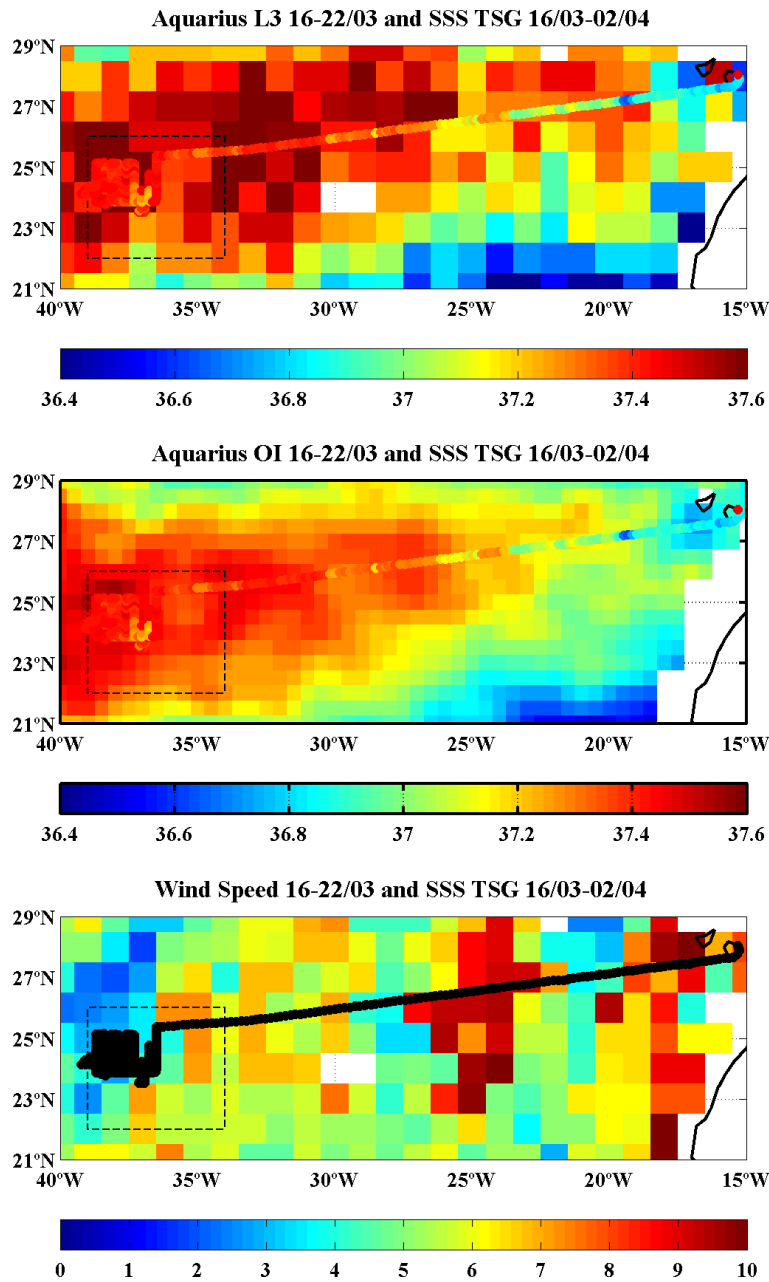 Aquarius L3 16-22/03 and SSS TSG 16/03-02/04
29°N
27°N
25°N
23°N
21°N
40°W 35°W 30°W 25°W 20°W 15°W
36.4 36.6 36.8 37 37.2 37.4 37.6
Aquarius OI 16-22/03 and SSS TSG 16/03-02/04
29°N
27°N
25°N
23°N
21°N
40°W 35°W 30°W 25°W 20°W 15°W
36.4 36.6 36.8 37 37.2 37.4 37.6
Wind Speed 16-22/03 and SSS TSG 16/03-02/04
29°N
27°N
25°N
23°N
21°N
40°W 35°W 30°W 25°W 20°W 15°W
0 1 2 3 4 5 6 7 8 9 10